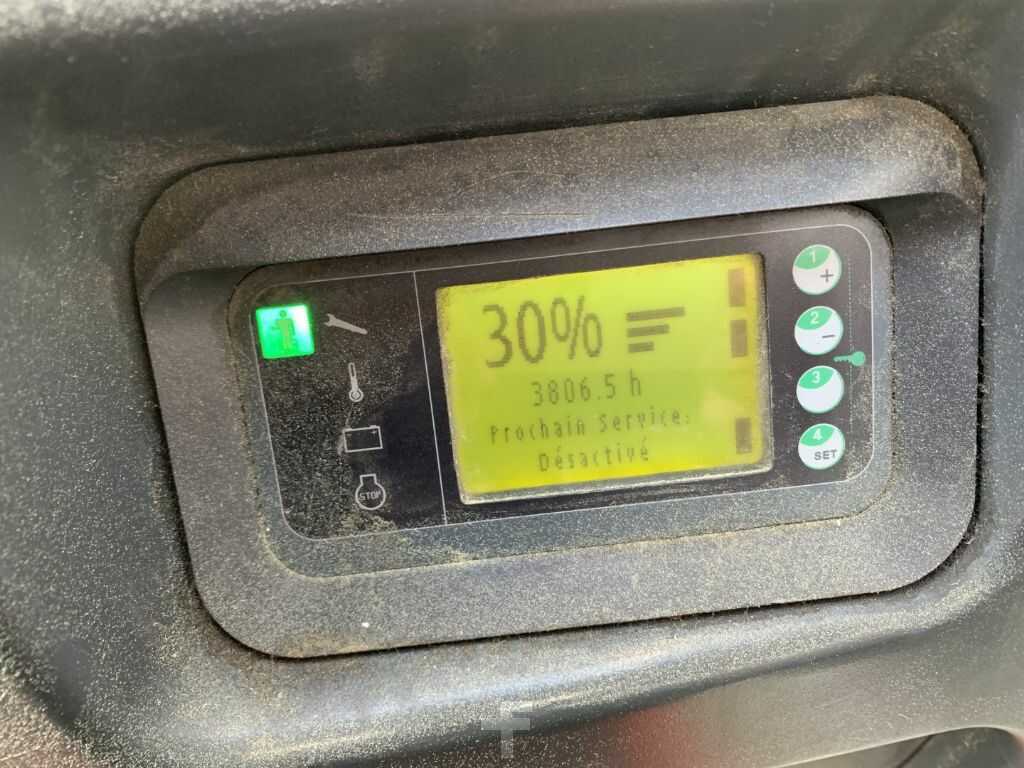 30%
3806.5 h
Prochain Service:
Désactivé
1
+
2
−
3
4
SET
STOP
F